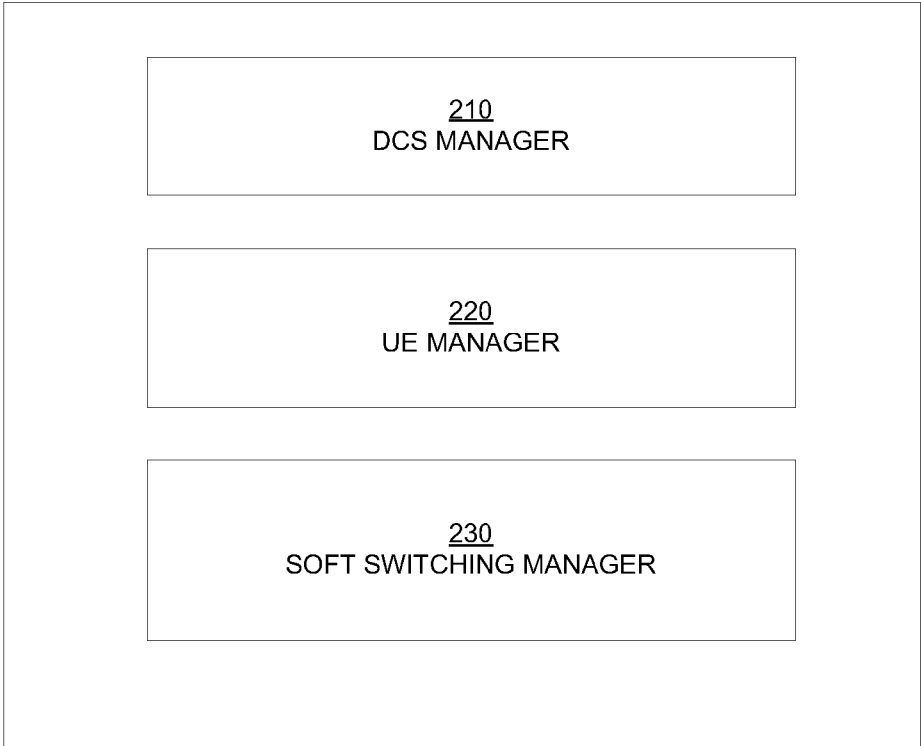 210
DCS MANAGER
220
UE MANAGER
230
SOFT SWITCHING MANAGER